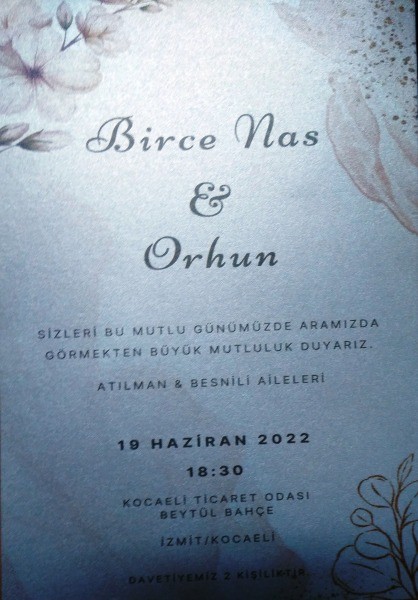 Birce Nas
&
Orhun
SİZLERİ BU MUTLU GÜNÜMÜZDE ARAMIZDA
GÖRMEKTEN BÜYÜK MUTLULUK DUYARIZ.
ATILMAN & BESNİLİ AİLELERİ
19 HAZİRAN 2022
18:30
KOCAELİ TİCARET ODASI
BEYTÜL BAHÇE
İZMİT/KOCAELİ
DAVETİYEMİZ 2 KİŞİLİKTİR.